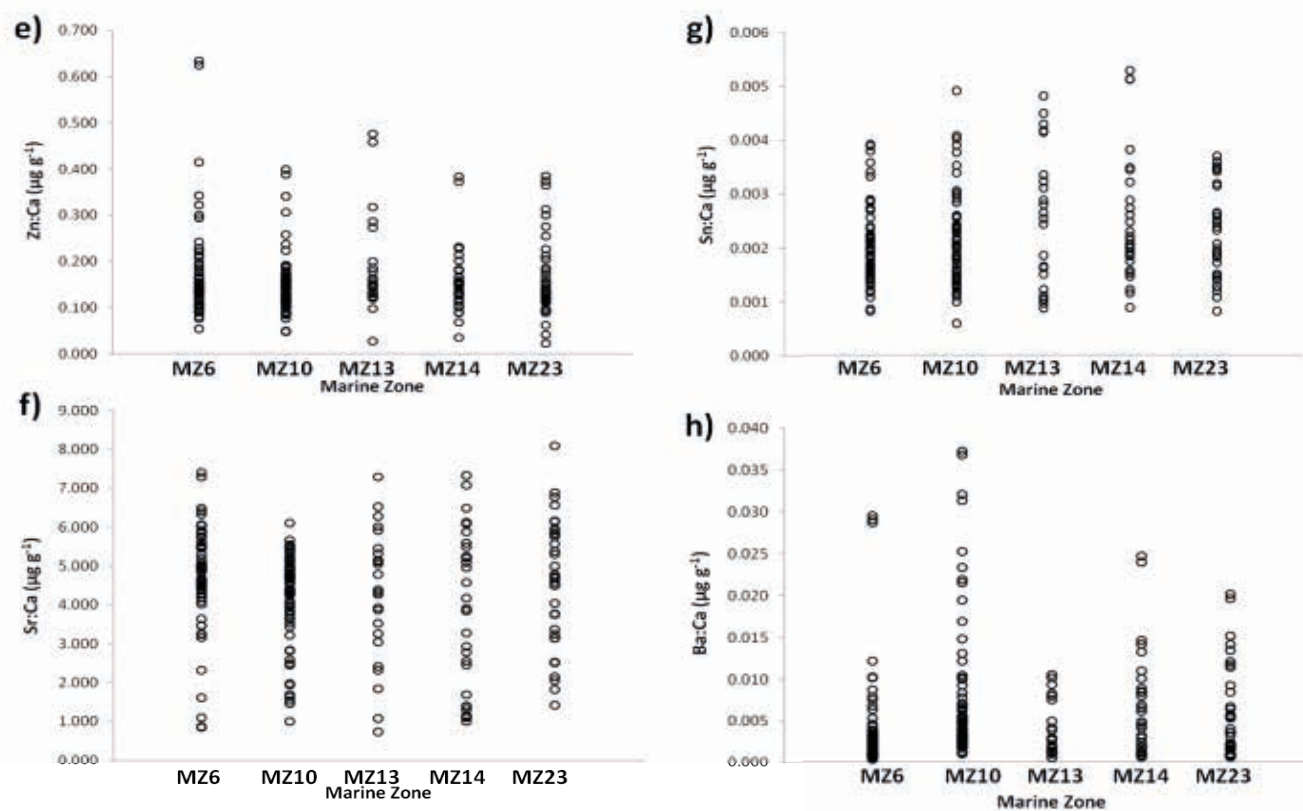 e)
0.700
0.600
0.500
0.400
0.300
0.200
0.100
0.000
Zn:Ca (µg g⁻¹)
MZ6 MZ10 MZ13 MZ14 MZ23
Marine Zone
g)
0.006
0.005
0.004
0.003
0.002
0.001
0.000
Sn:Ca (µg g⁻¹)
MZ6 MZ10 MZ13 MZ14 MZ23
Marine Zone
f)
9.000
8.000
7.000
6.000
5.000
4.000
3.000
2.000
1.000
0.000
Sr:Ca (µg g⁻¹)
MZ6 MZ10 MZ13 MZ14 MZ23
Marine Zone
h)
0.040
0.035
0.030
0.025
0.020
0.015
0.010
0.005
0.000
Ba:Ca (µg g⁻¹)
MZ6 MZ10 MZ13 MZ14 MZ23
Marine Zone